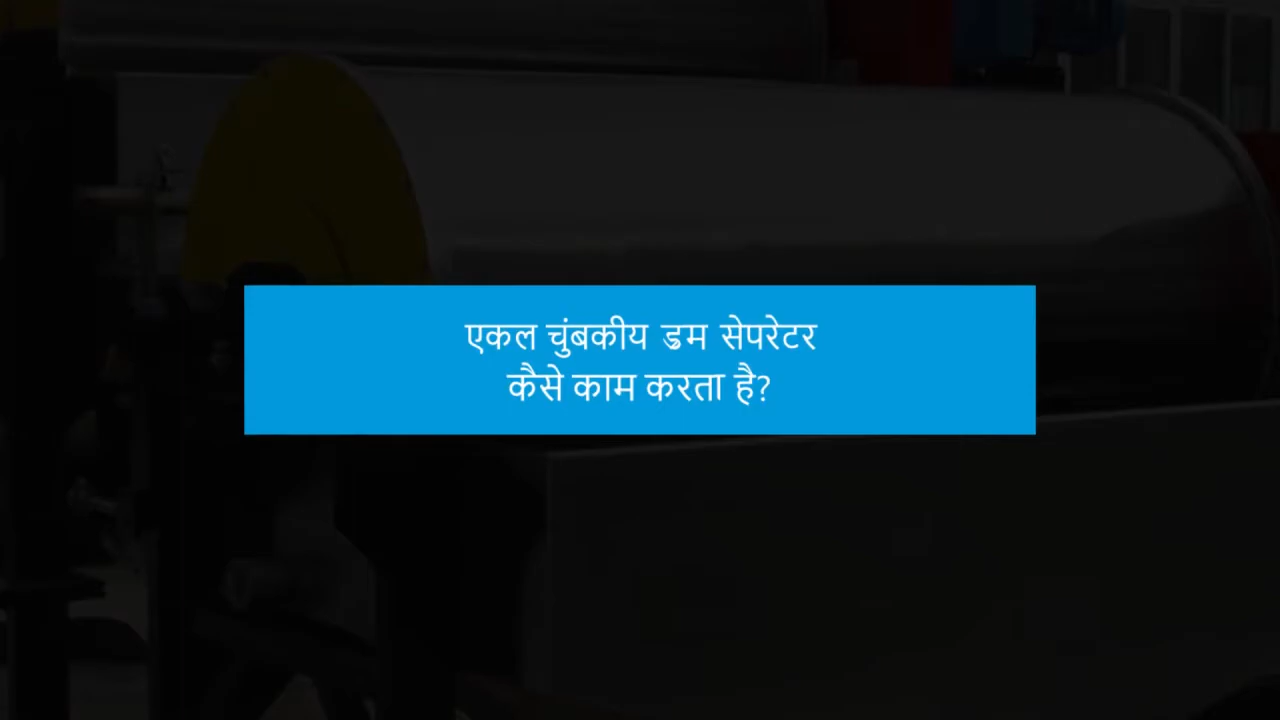 एकल चुंबकीय ड्रम सेपरेटर
कैसे काम करता है?